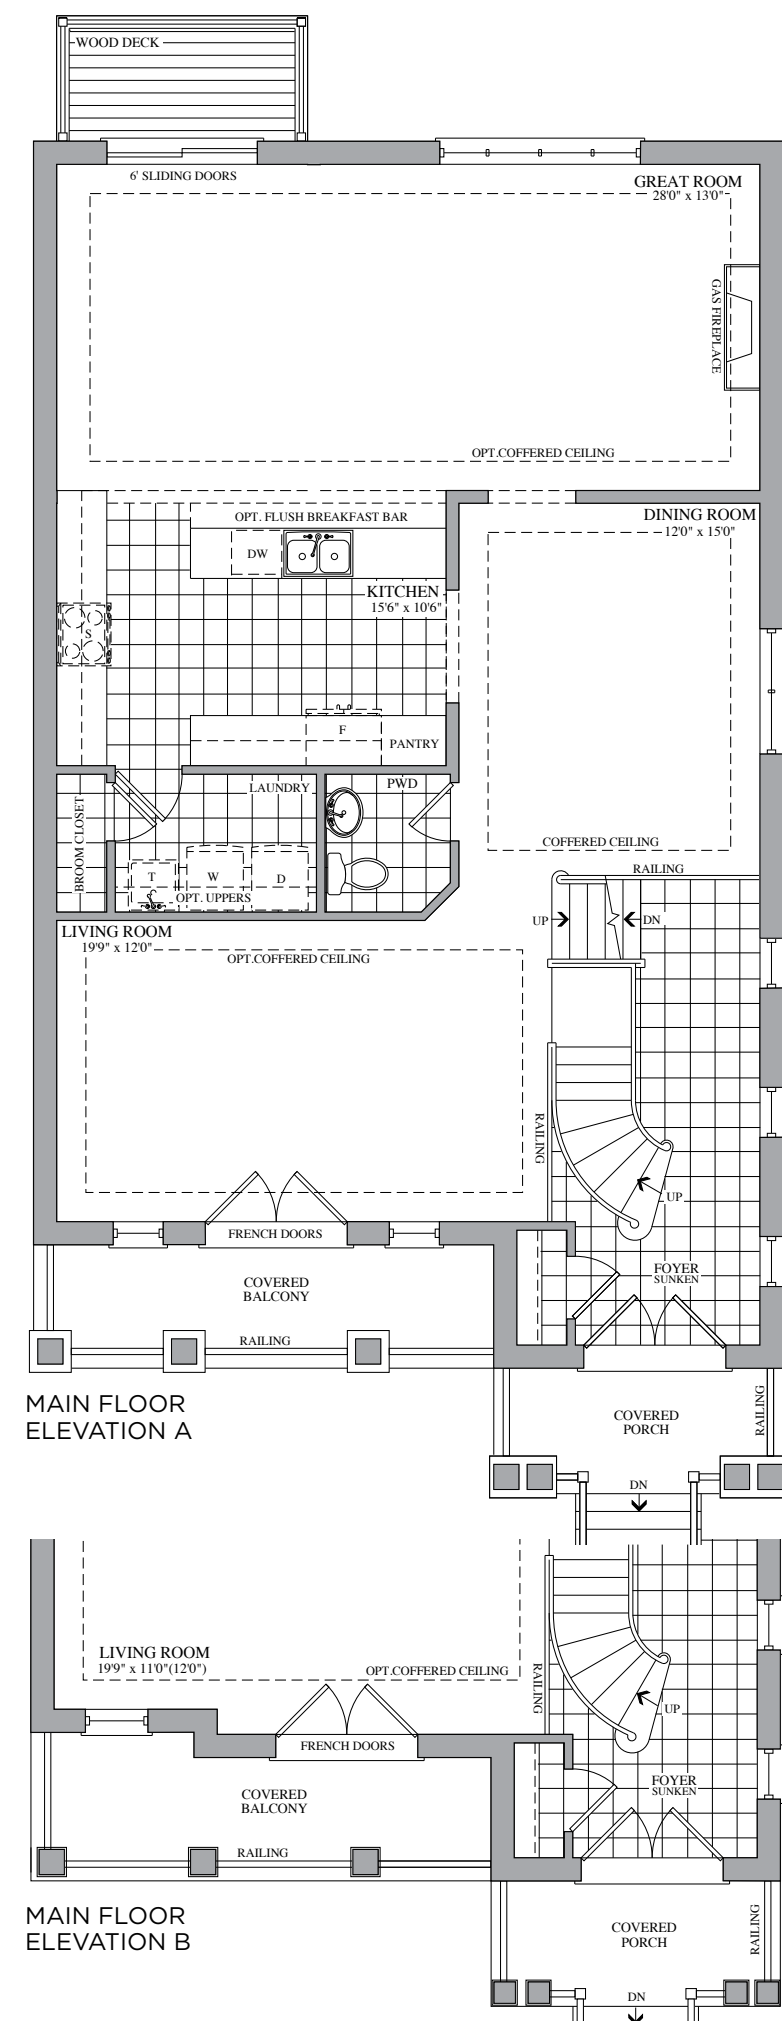 WOOD DECK
6' SLIDING DOORS
GREAT ROOM
28'0" x 13'0"
GAS FIREPLACE
OPT.COFFERED CEILING
OPT. FLUSH BREAKFAST BAR
DINING ROOM
12'0" x 15'0"
DW
KITCHEN
15'6" x 10'6"
S
F
PANTRY
LAUNDRY
PWD
BROOM CLOSET
COFFERED CEILING
T
W
D
OPT. UPPERS
RAILING
UP
DN
LIVING ROOM
19'9" x 12'0"
OPT.COFFERED CEILING
RAILING
UP
FRENCH DOORS
FOYER
SUNKEN
COVERED
BALCONY
RAILING
MAIN FLOOR
ELEVATION A
COVERED
PORCH
RAILING
DN
LIVING ROOM
19'9" x 11'0"(12'0")
OPT.COFFERED CEILING
RAILING
UP
FRENCH DOORS
FOYER
SUNKEN
COVERED
BALCONY
RAILING
MAIN FLOOR
ELEVATION B
COVERED
PORCH
RAILING
DN